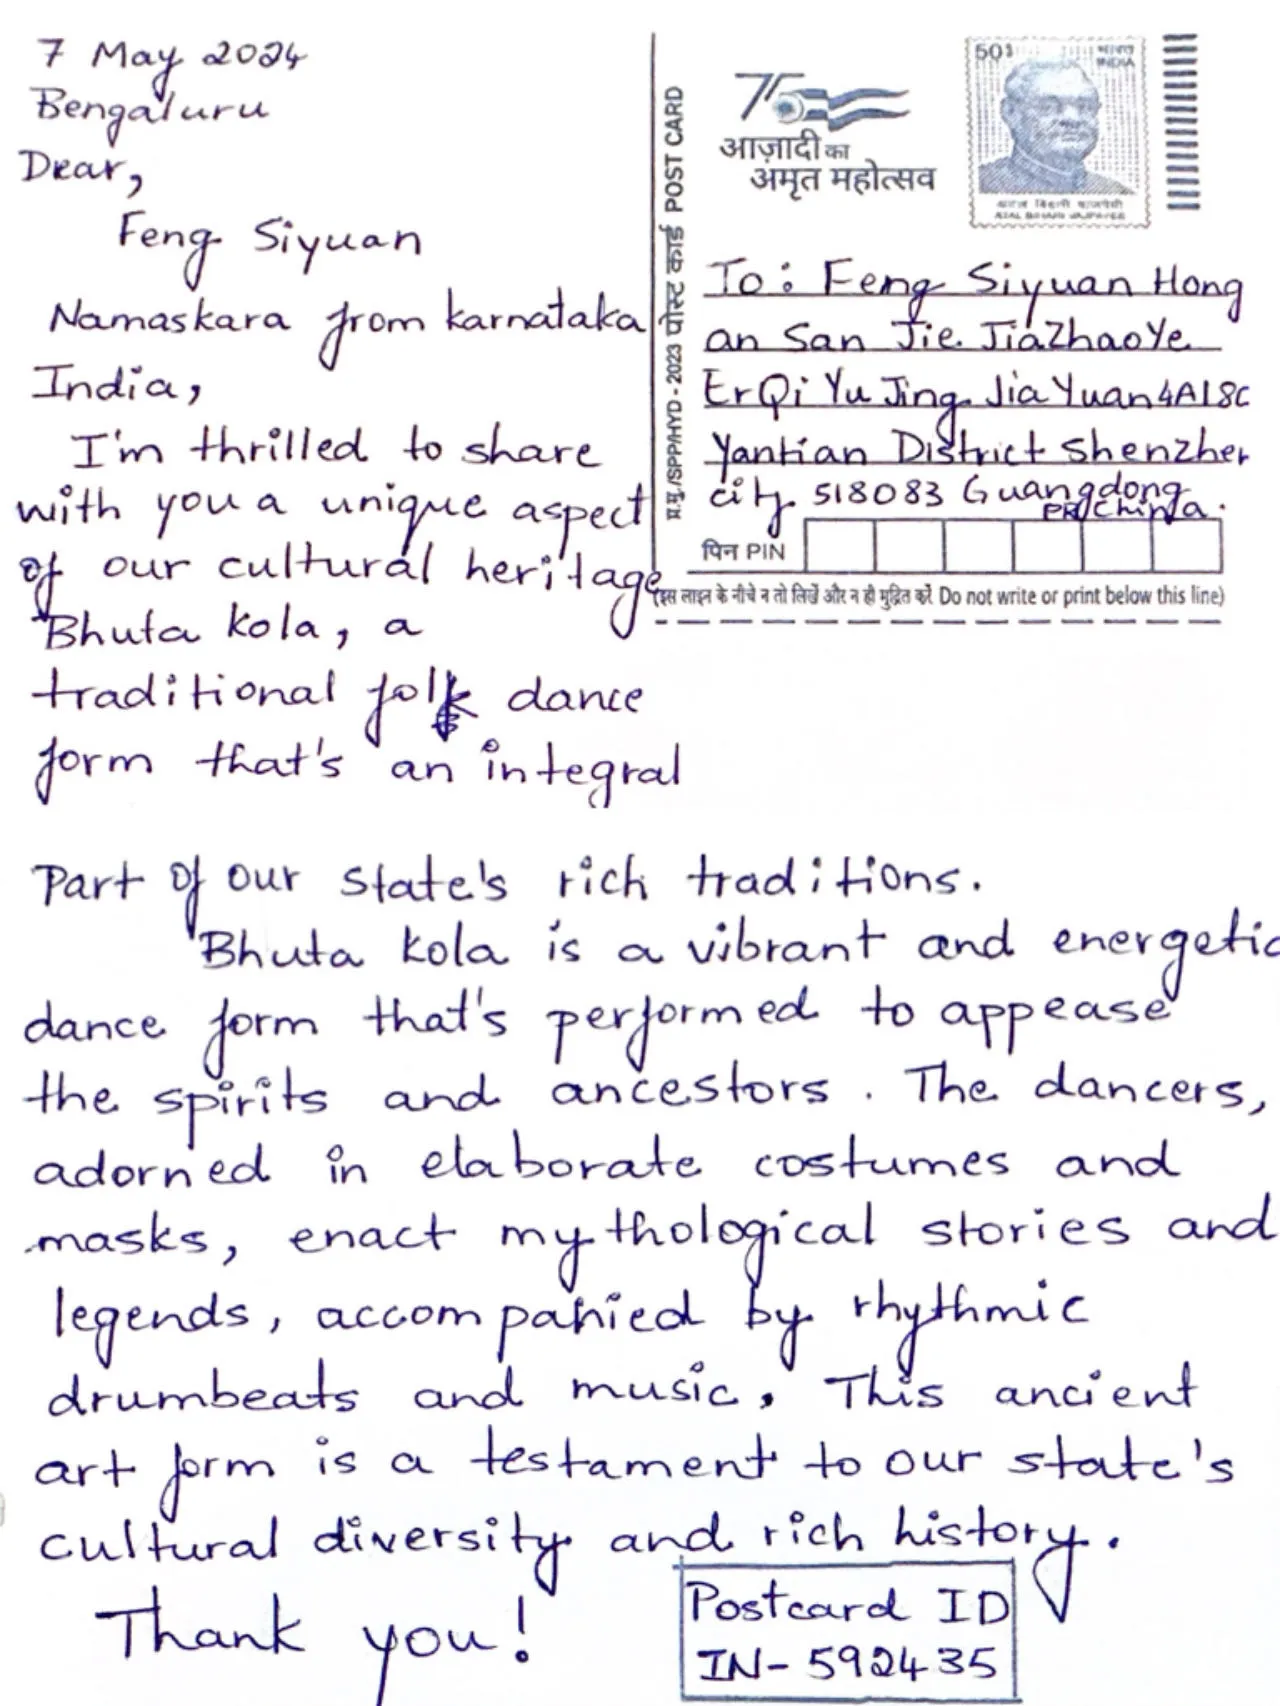 7 May 2024
Bengaluru
Dear,
Feng Siyuan
Namaskara from karnataka
India,
I'm thrilled to share
with you a unique aspect
of our cultural heritage
Bhuta kola, a
traditional folk dance
form that's an integral
आज़ादी का
अमृत महोत्सव
50
भारत
INDIA
अटल बिहारी वाजपेयी
ATAL BIHARI VAJPAYEE
म.मु./SPP/HYD - 2023 पोस्ट कार्ड POST CARD
To: Feng Siyuan Hong
an San Jie JiaZhaoYe
ErQi Yu Jing Jia Yuan 4A18C
Yantian District Shenzhen
city 518083 Guangdong
PR China.
पिन PIN
(इस लाइन के नीचे न तो लिखें और न ही मुद्रित करें Do not write or print below this line)
Part of our state's rich traditions.
Bhuta kola is a vibrant and energetic
dance form that's performed to appease
the spirits and ancestors. The dancers,
adorned in elaborate costumes and
masks, enact mythological stories and
legends, accompanied by rhythmic
drumbeats and music. This ancient
art form is a testament to our state's
cultural diversity and rich history.
Thank you!
Postcard ID
IN-592435